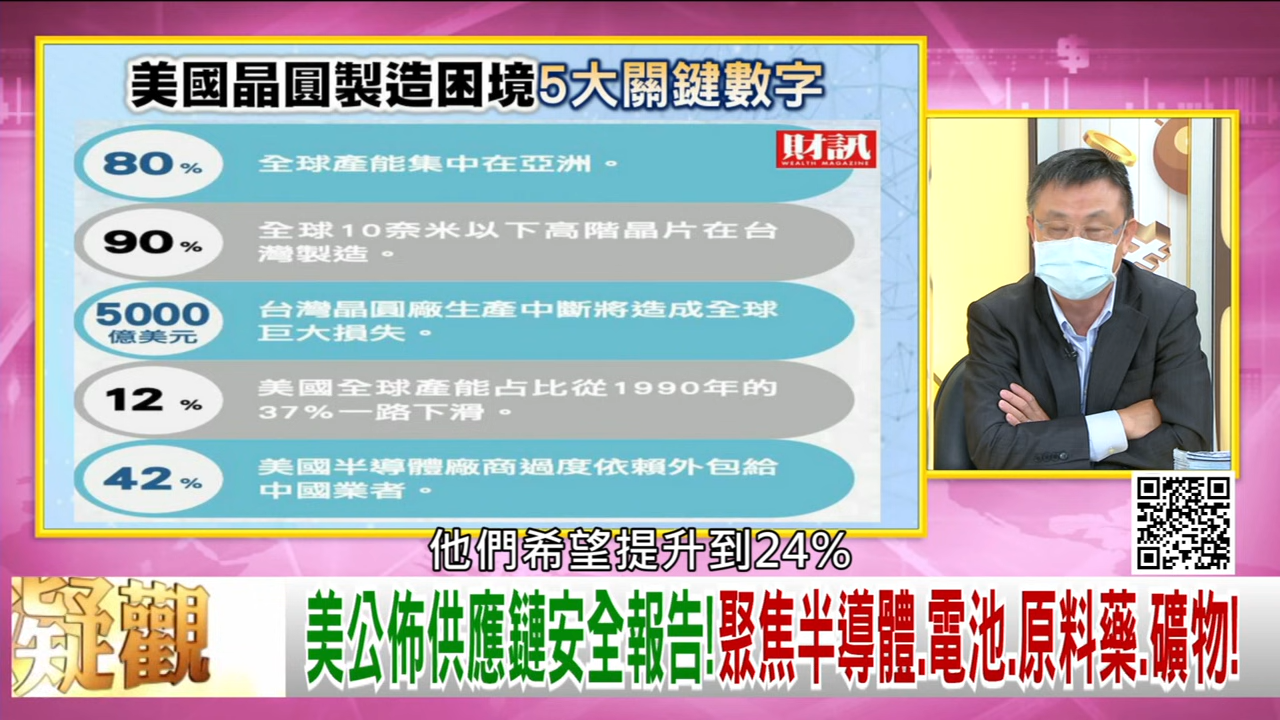 美國晶圓製造困境5大關鍵數字
財訊
WEALTH MAGAZINE
80%
全球產能集中在亞洲。
90%
全球10奈米以下高階晶片在台
灣製造。
5000
億美元
台灣晶圓廠生產中斷將造成全球
巨大損失。
12%
美國全球產能占比從1990年的
37%一路下滑。
42%
美國半導體廠商過度依賴外包給
中國業者。
他們希望提升到24%
疑觀
美公佈供應鏈安全報告!聚焦半導體.電池.原料藥.礦物!